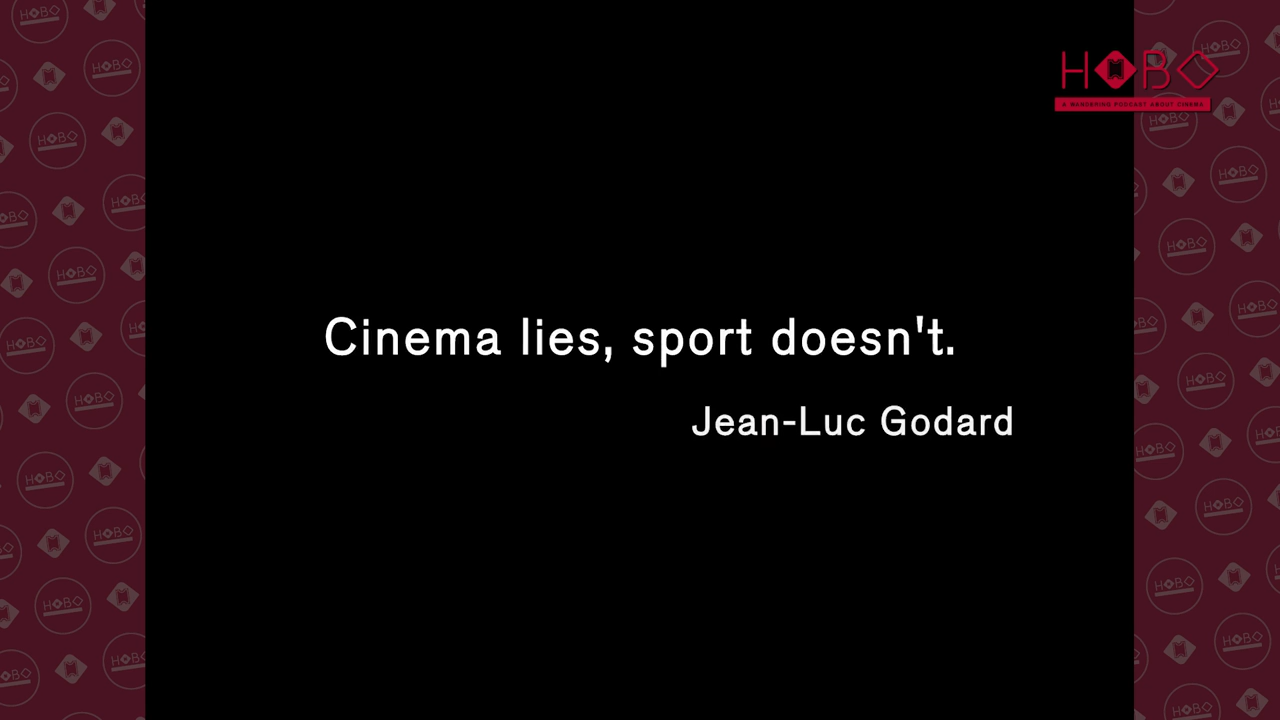 HOBO
A WANDERING PODCAST ABOUT CINEMA
Cinema lies, sport doesn't.
Jean-Luc Godard